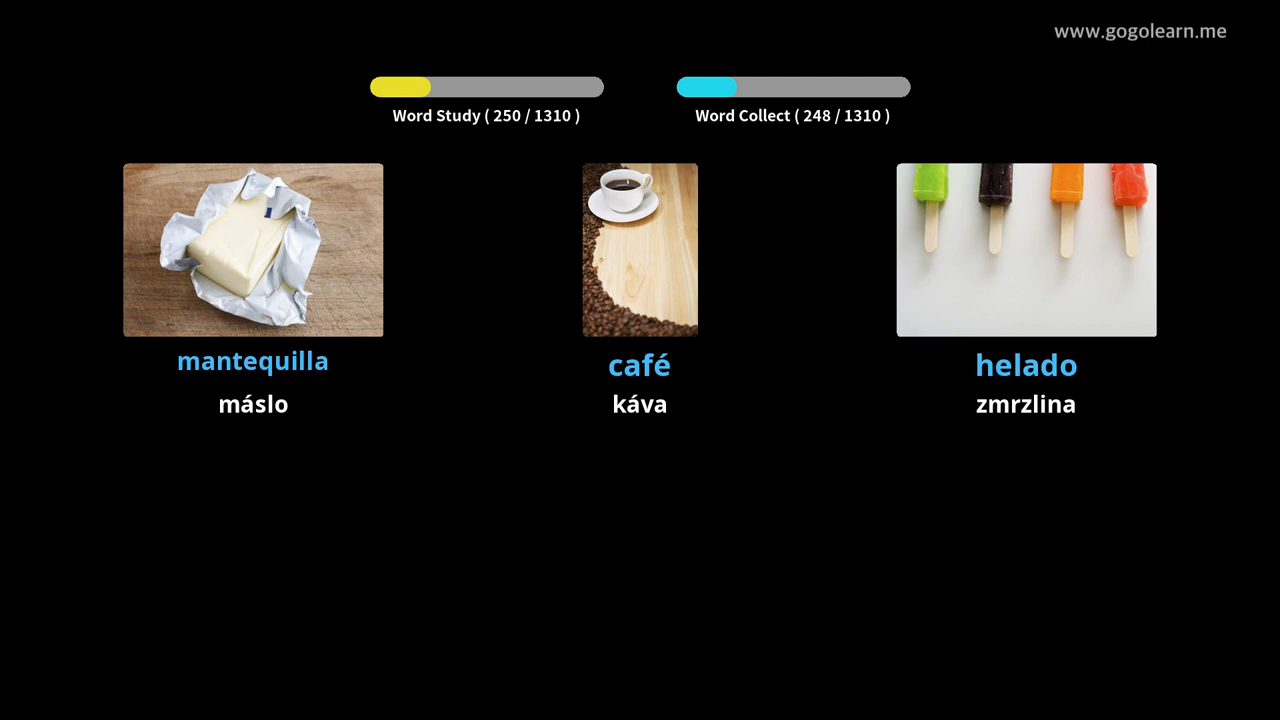 www.gogolearn.me
Word Study ( 250 / 1310 )
Word Collect ( 248 / 1310 )
mantequilla
máslo
café
káva
helado
zmrzlina